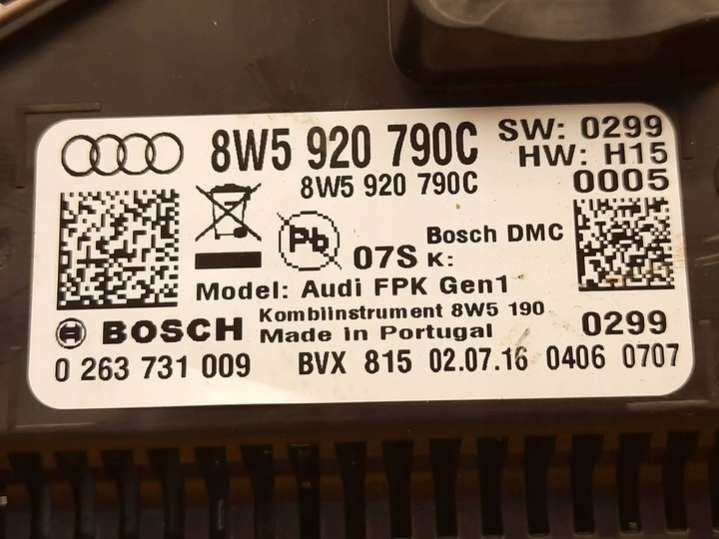 8W5 920 790C
SW: 0299
HW: H15
8W5 920 790C
0005
Pb
07S
Bosch DMC
K:
Model: Audi FPK Gen1
Kombiinstrument 8W5 190
BOSCH
Made in Portugal
0299
0 263 731 009 BVX 815 02.07.16 0406 0707